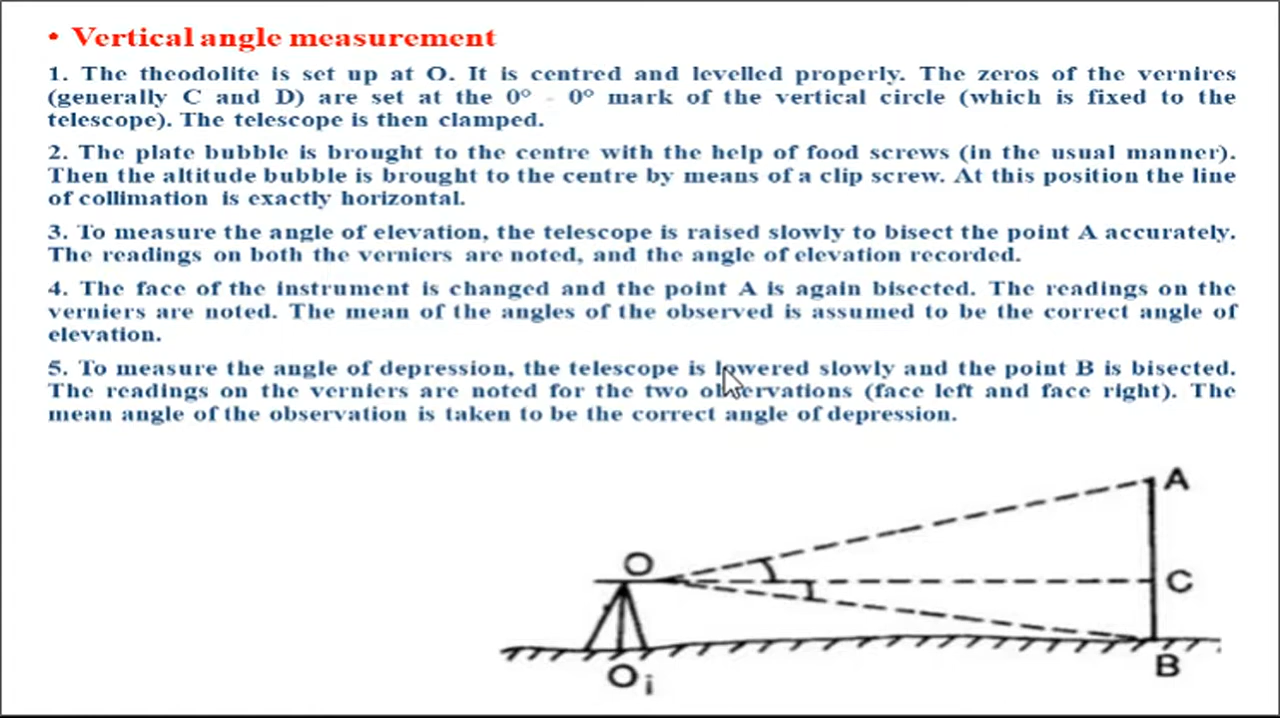 • Vertical angle measurement
1. The theodolite is set up at O. It is centred and levelled properly. The zeros of the vernires
(generally C and D) are set at the 0° - 0° mark of the vertical circle (which is fixed to the
telescope). The telescope is then clamped.
2. The plate bubble is brought to the centre with the help of food screws (in the usual manner).
Then the altitude bubble is brought to the centre by means of a clip screw. At this position the line
of collimation is exactly horizontal.
3. To measure the angle of elevation, the telescope is raised slowly to bisect the point A accurately.
The readings on both the verniers are noted, and the angle of elevation recorded.
4. The face of the instrument is changed and the point A is again bisected. The readings on the
verniers are noted. The mean of the angles of the observed is assumed to be the correct angle of
elevation.
5. To measure the angle of depression, the telescope is lowered slowly and the point B is bisected.
The readings on the verniers are noted for the two observations (face left and face right). The
mean angle of the observation is taken to be the correct angle of depression.
A
O
C
B
O i